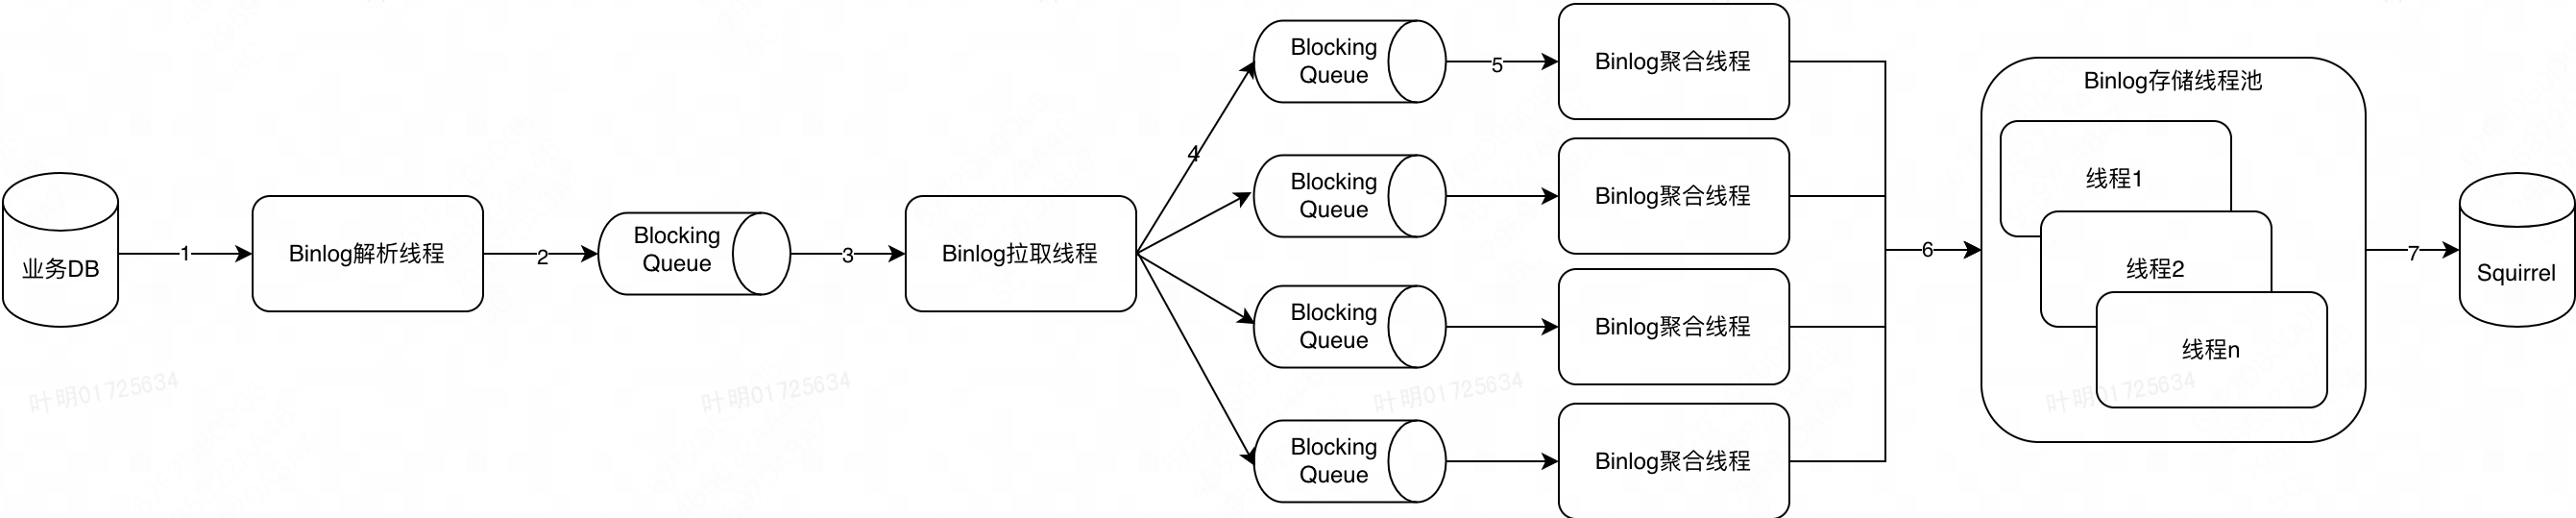 业务DB
1
Binlog解析线程
2
Blocking
Queue
3
Binlog拉取线程
4
Blocking
Queue
5
Binlog聚合线程
Blocking
Queue
Binlog聚合线程
Blocking
Queue
Binlog聚合线程
Blocking
Queue
Binlog聚合线程
6
Binlog存储线程池
线程1
线程2
线程n
7
Squirrel
叶明01725634
叶明01725634
叶明01725634
叶明01725634